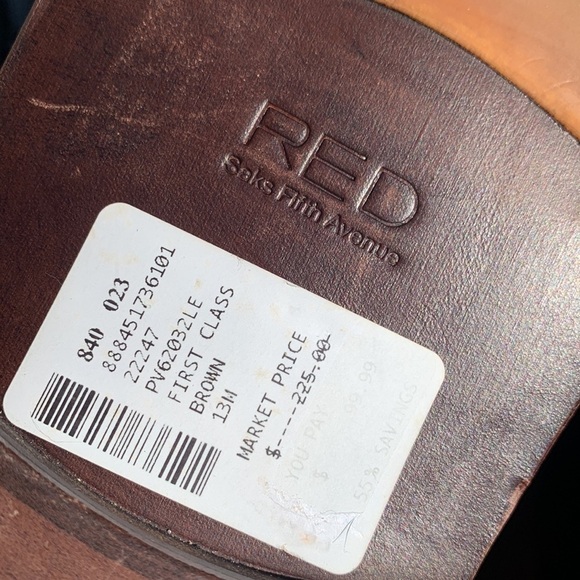 RED
Saks Fifth Avenue
840 023
888451736101
22247
PV62032LE
FIRST CLASS
BROWN
13M
MARKET PRICE
$----225.00
YOU PAY
$ 99.99
55% SAVINGS